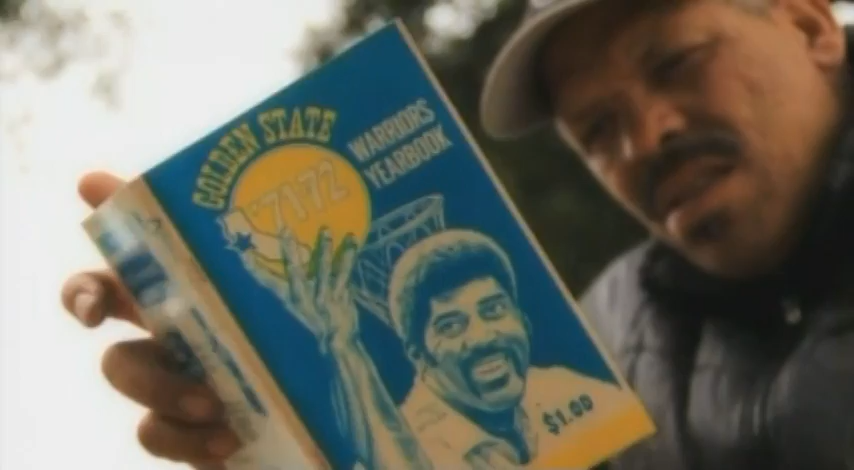 GOLDEN STATE
WARRIORS
YEARBOOK
'71-72
$1.00